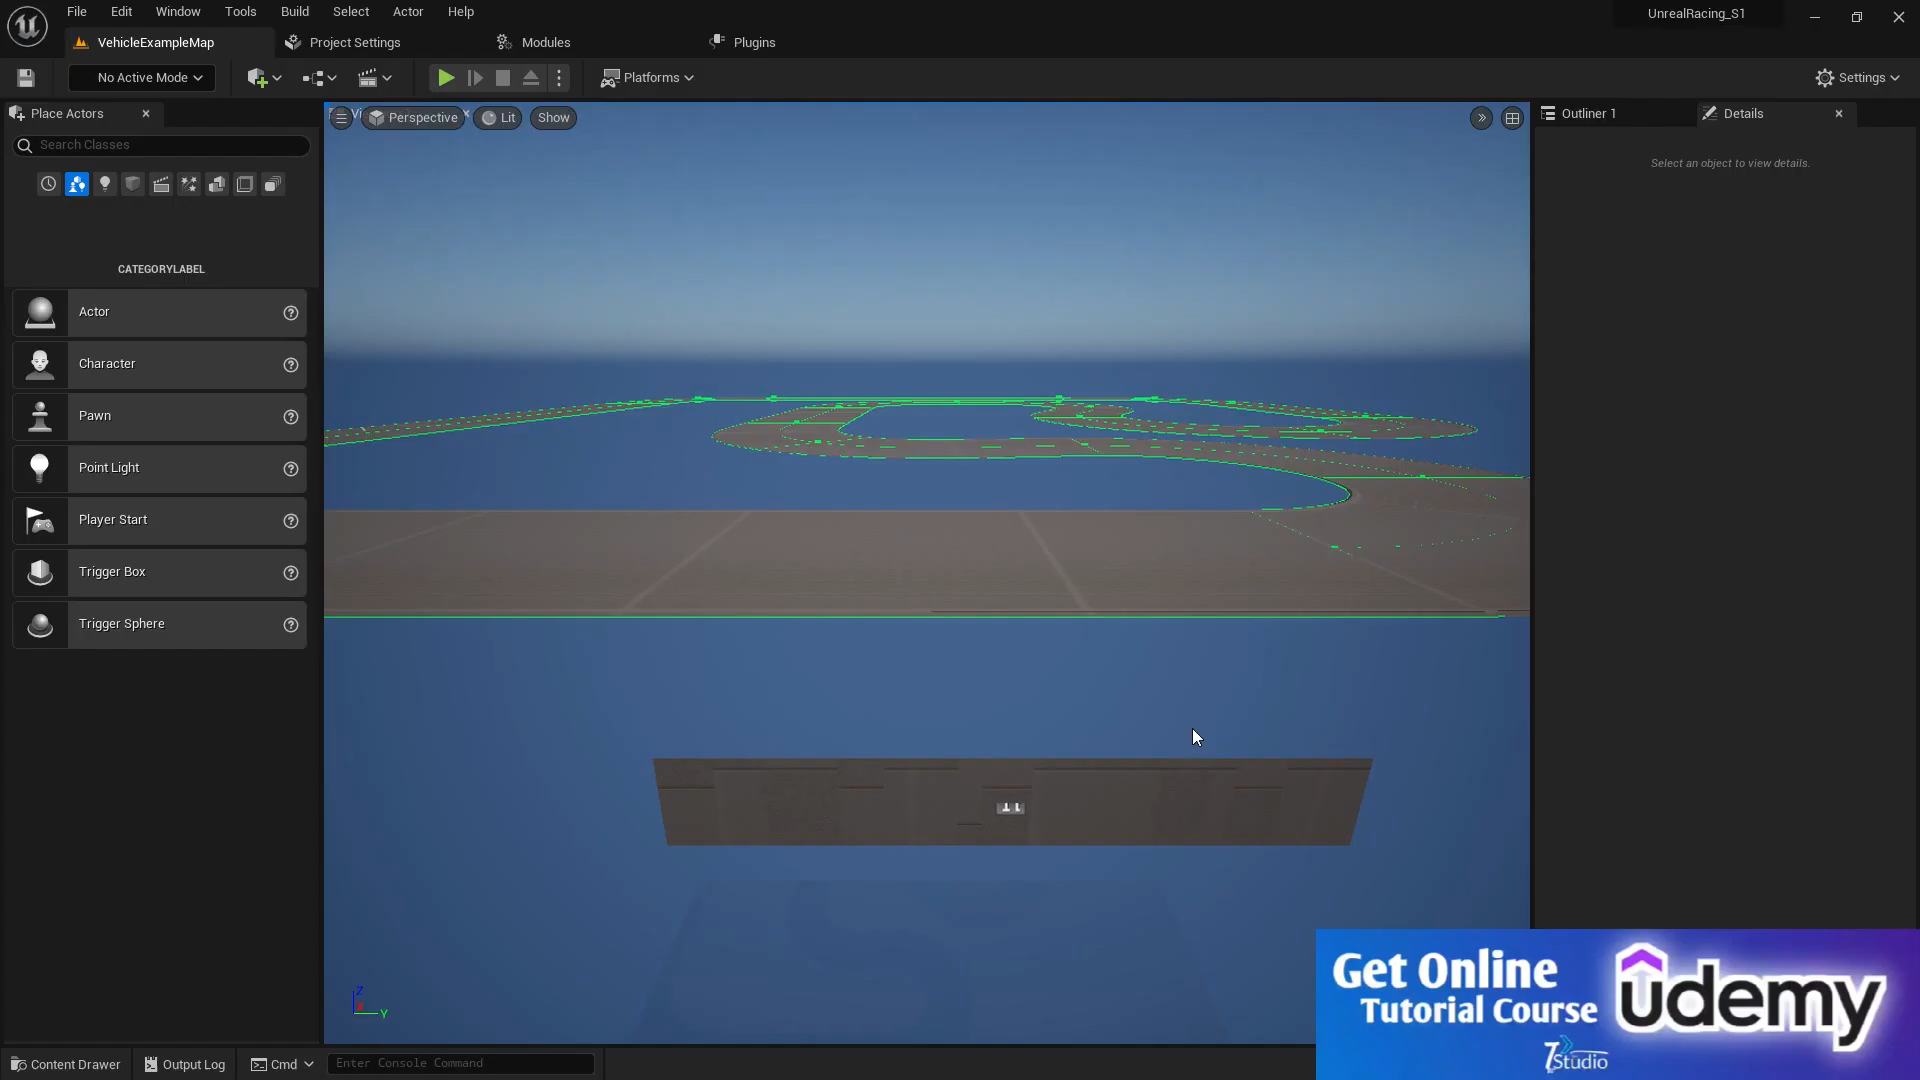 File Edit Window Tools Build Select Actor Help
UnrealRacing_S1
VehicleExampleMap
Project Settings
Modules
Plugins
No Active Mode
Platforms
Settings
Place Actors
Perspective
Lit
Show
Outliner 1
Details
Search Classes
Select an object to view details.
CATEGORYLABEL
Actor
Character
Pawn
Point Light
Player Start
Trigger Box
Trigger Sphere
Z
X
Y
Get Online
Tutorial Course
udemy
7Studio
Content Drawer
Output Log
Cmd
Enter Console Command